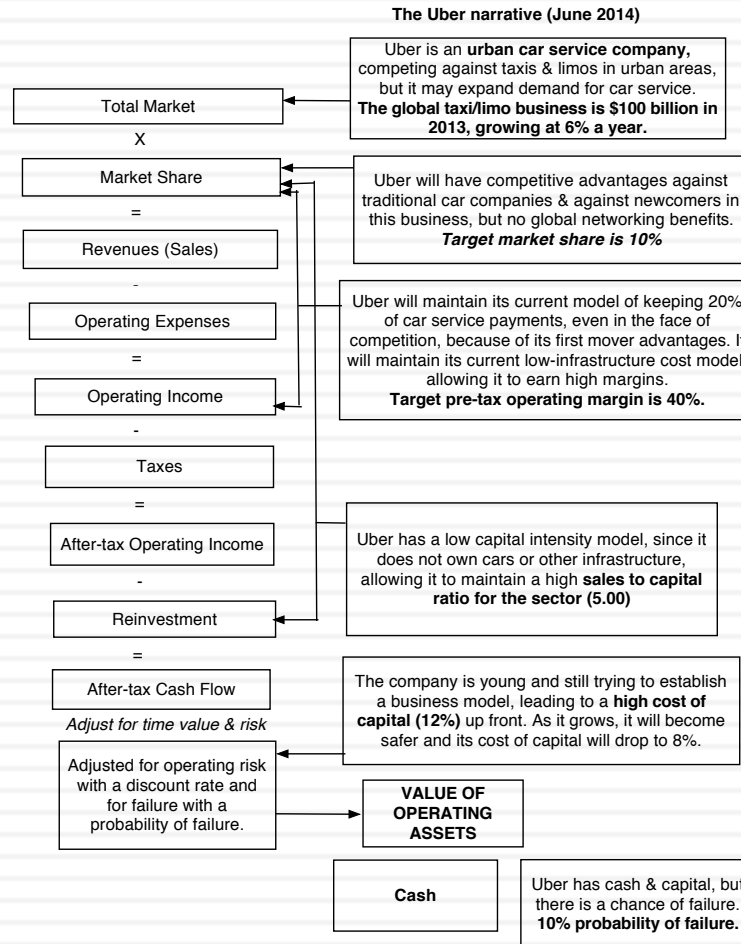 The Uber narrative (June 2014)
Uber is an urban car service company,
competing against taxis & limos in urban areas,
but it may expand demand for car service.
The global taxi/limo business is $100 billion in
2013, growing at 6% a year.
Total Market
X
Market Share
Uber will have competitive advantages against
traditional car companies & against newcomers in
this business, but no global networking benefits.
Target market share is 10%
=
Revenues (Sales)
-
Operating Expenses
Uber will maintain its current model of keeping 20%
of car service payments, even in the face of
competition, because of its first mover advantages.
will maintain its current low-infrastructure cost model
allowing it to earn high margins.
Target pre-tax operating margin is 40%.
=
Operating Income
-
Taxes
=
After-tax Operating Income
Uber has a low capital intensity model, since it
does not own cars or other infrastructure,
allowing it to maintain a high sales to capital
ratio for the sector (5.00)
-
Reinvestment
=
After-tax Cash Flow
The company is young and still trying to establish
a business model, leading to a high cost of
capital (12%) up front. As it grows, it will become
safer and its cost of capital will drop to 8%.
Adjust for time value & risk
Adjusted for operating risk
with a discount rate and
for failure with a
probability of failure.
VALUE OF
OPERATING
ASSETS
Cash
Uber has cash & capital, but
there is a chance of failure.
10% probability of failure.